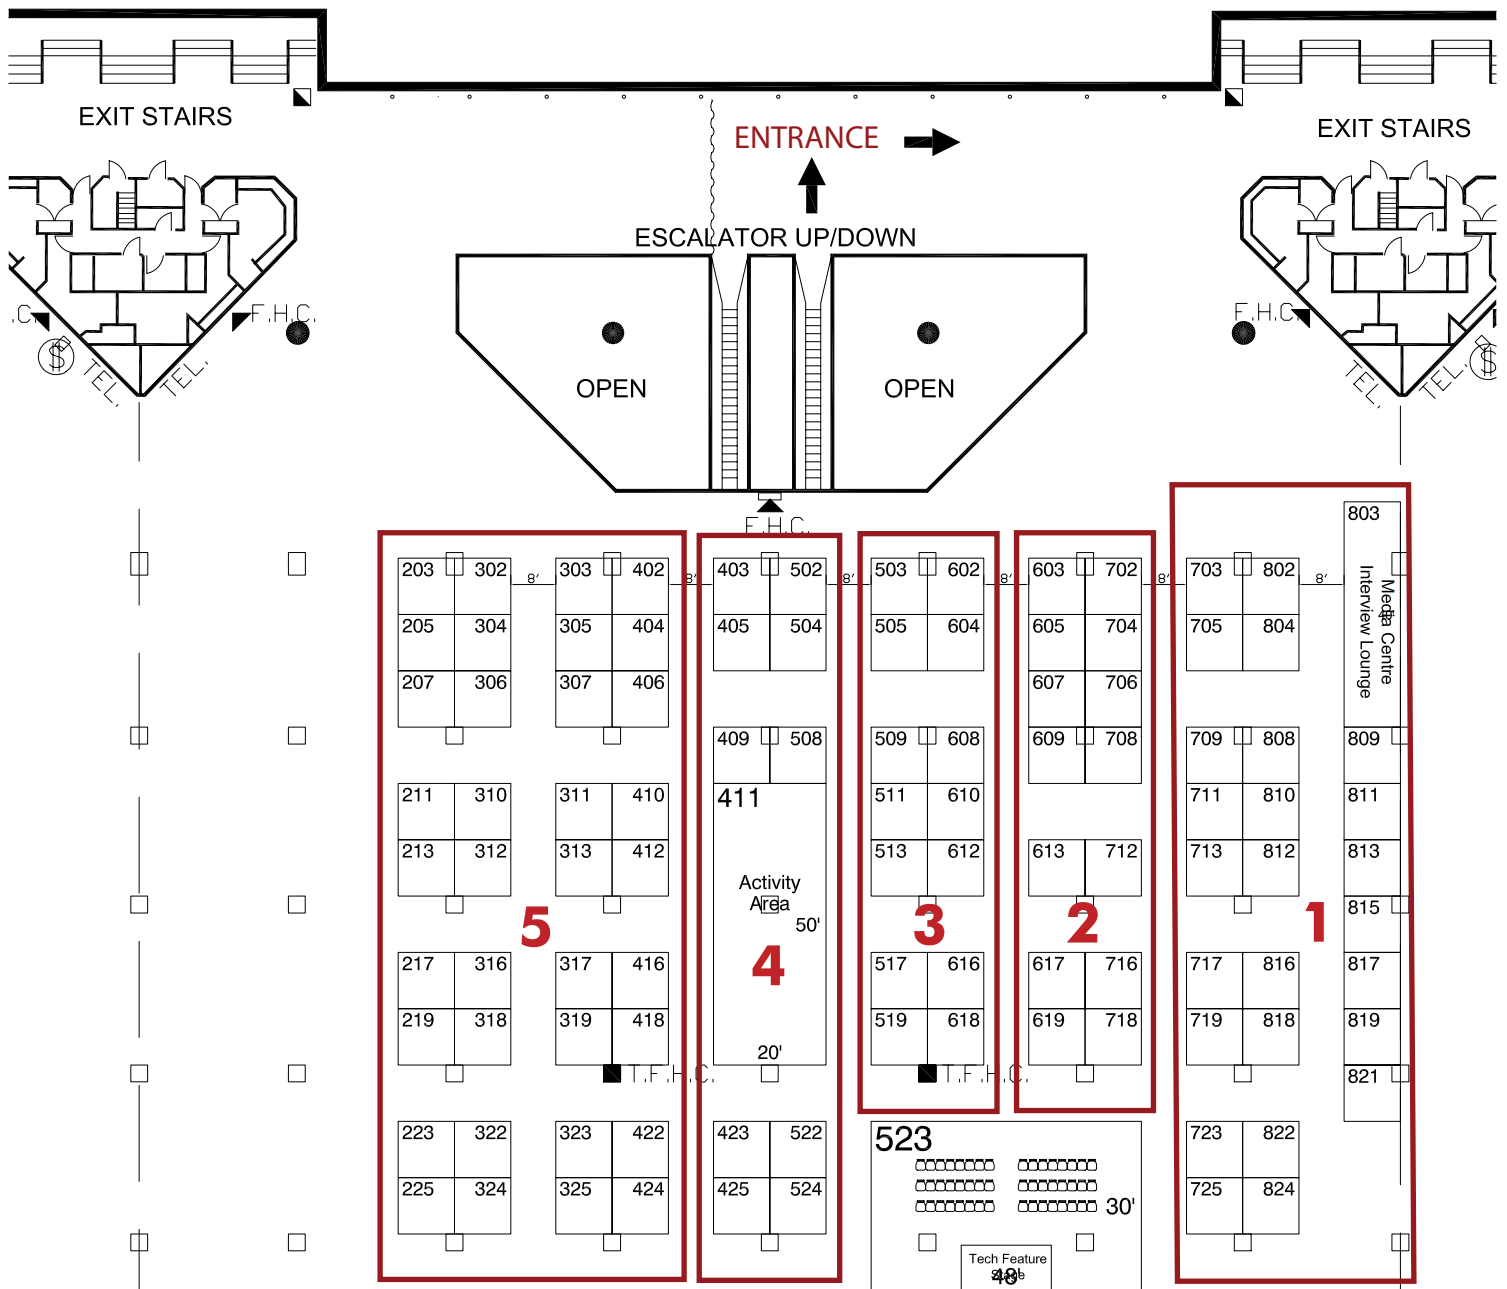 EXIT STAIRS
ENTRANCE
EXIT STAIRS
ESCALATOR UP/DOWN
.C.
F.H.C.
F.H.C.
$
TEL.
TEL.
OPEN
OPEN
TEL.
TEL.
$
F.H.C.
803
Media Centre
Interview Lounge
203 302 8' 303 402 8' 403 502 8' 503 602 8' 603 702 8' 703 802 8'
205 304 305 404 405 504 505 604 605 704 705 804
207 306 307 406 607 706
409 508 509 608 609 708 709 808 809
211 310 311 410 411 511 610 711 810 811
213 312 313 412 513 612 613 712 713 812 813
Activity
Area
50'
815
5 4 3 2 1
217 316 317 416 517 616 617 716 717 816 817
219 318 319 418 519 618 619 718 719 818 819
20'
T.F.H.C.
T.F.H.C.
821
223 322 323 422 423 522 523 723 822
225 324 325 424 425 524 725 824
30'
Tech Feature
Stage
48'